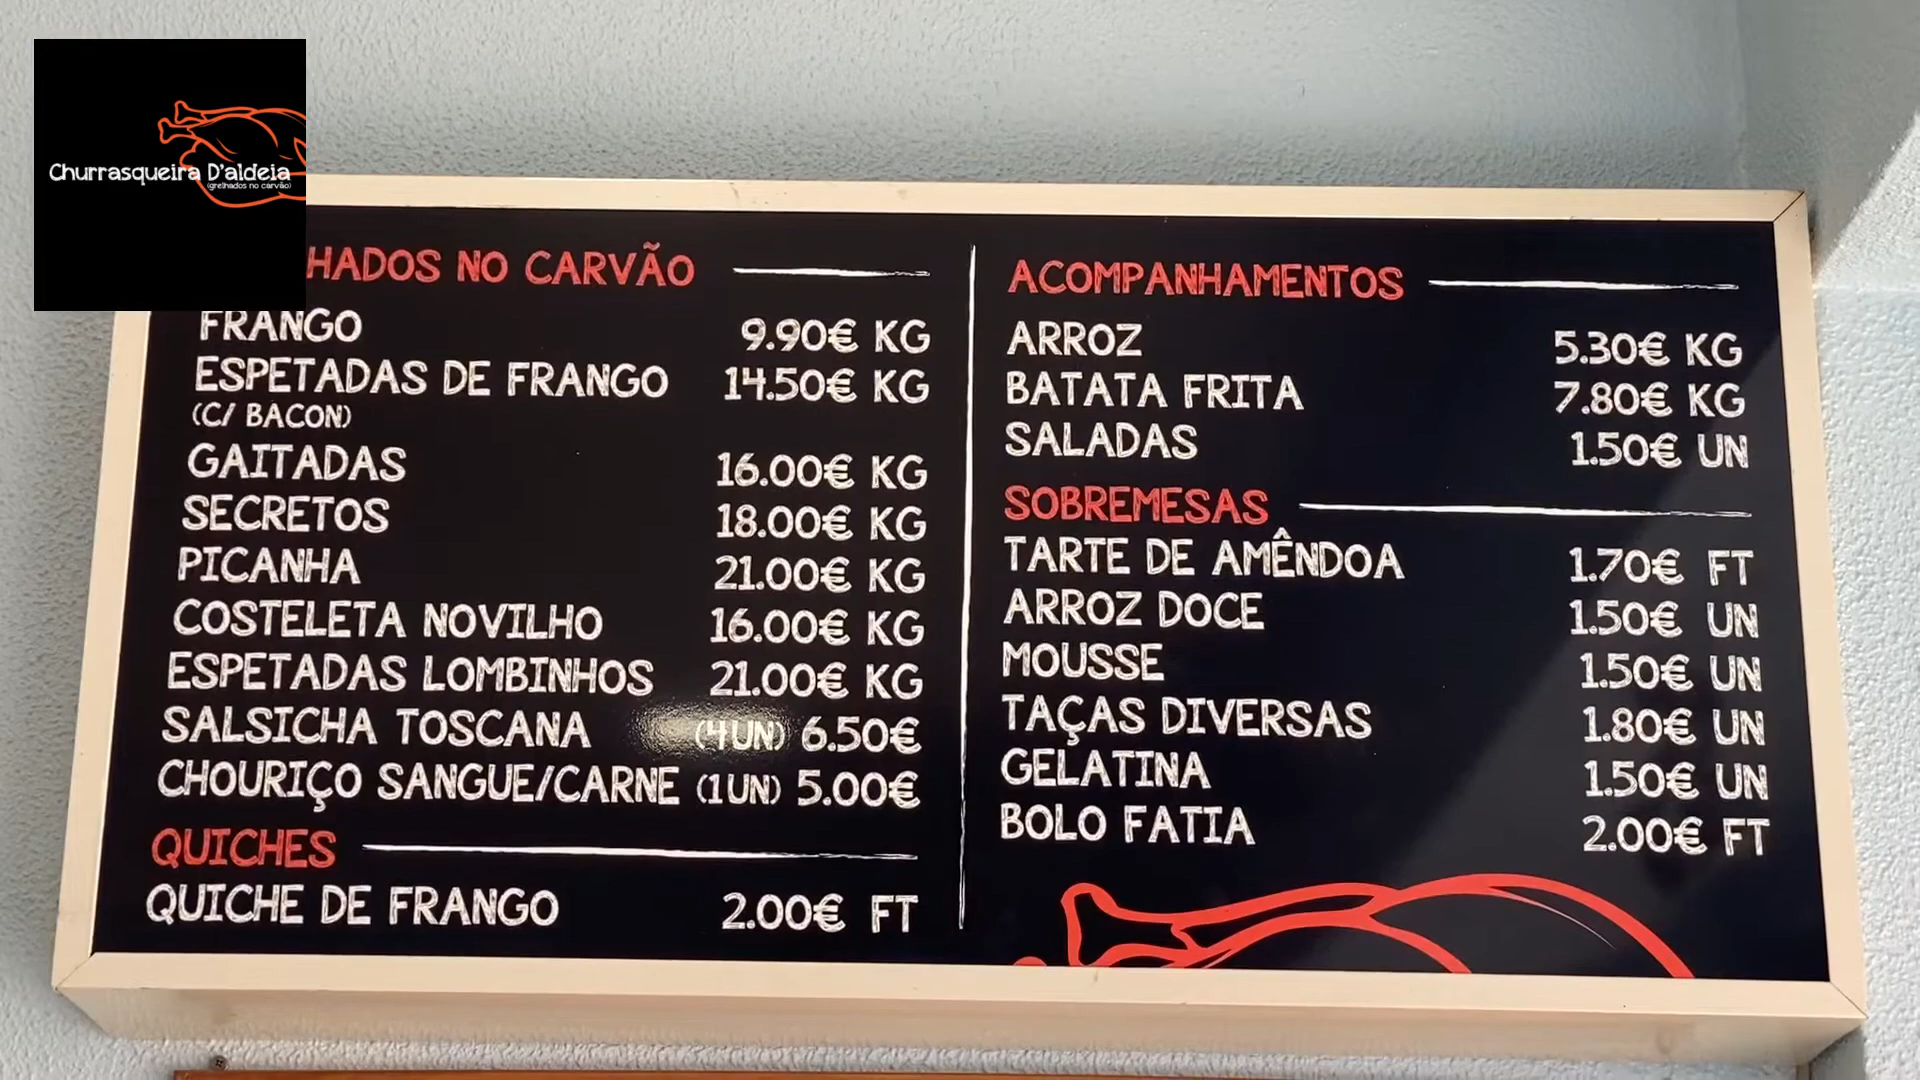 Churrasqueira D'aldeia
(grelhados no carvão)
HADOS NO CARVÃO
FRANGO 9.90€ KG
ESPETADAS DE FRANGO 14.50€ KG
(C/ BACON)
GAITADAS 16.00€ KG
SECRETOS 18.00€ KG
PICANHA 21.00€ KG
COSTELETA NOVILHO 16.00€ KG
ESPETADAS LOMBINHOS 21.00€ KG
SALSICHA TOSCANA (4UN) 6.50€
CHOURIÇO SANGUE/CARNE (1UN) 5.00€
QUICHES
QUICHE DE FRANGO 2.00€ FT
ACOMPANHAMENTOS
ARROZ 5.30€ KG
BATATA FRITA 7.80€ KG
SALADAS 1.50€ UN
SOBREMESAS
TARTE DE AMÊNDOA 1.70€ FT
ARROZ DOCE 1.50€ UN
MOUSSE 1.50€ UN
TAÇAS DIVERSAS 1.80€ UN
GELATINA 1.50€ UN
BOLO FATIA 2.00€ FT